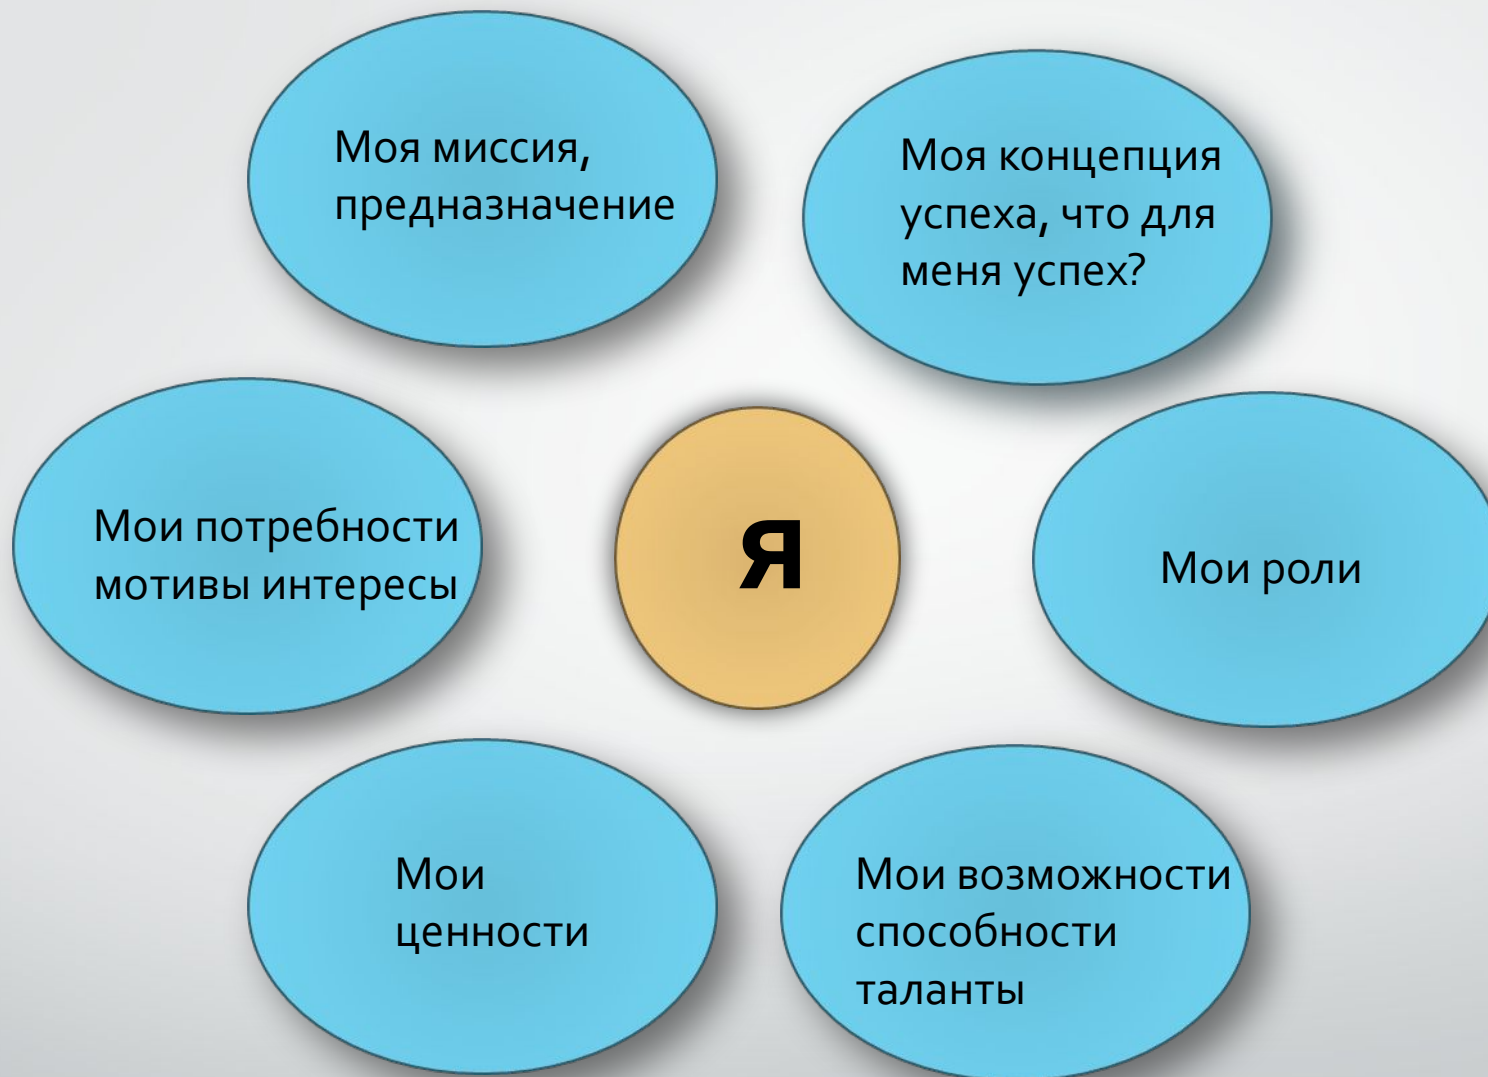 Моя миссия,
предназначение
Моя концепция
успеха, что для
меня успех?
Мои потребности
мотивы интересы
Я
Мои роли
Мои
ценности
Мои возможности
способности
таланты